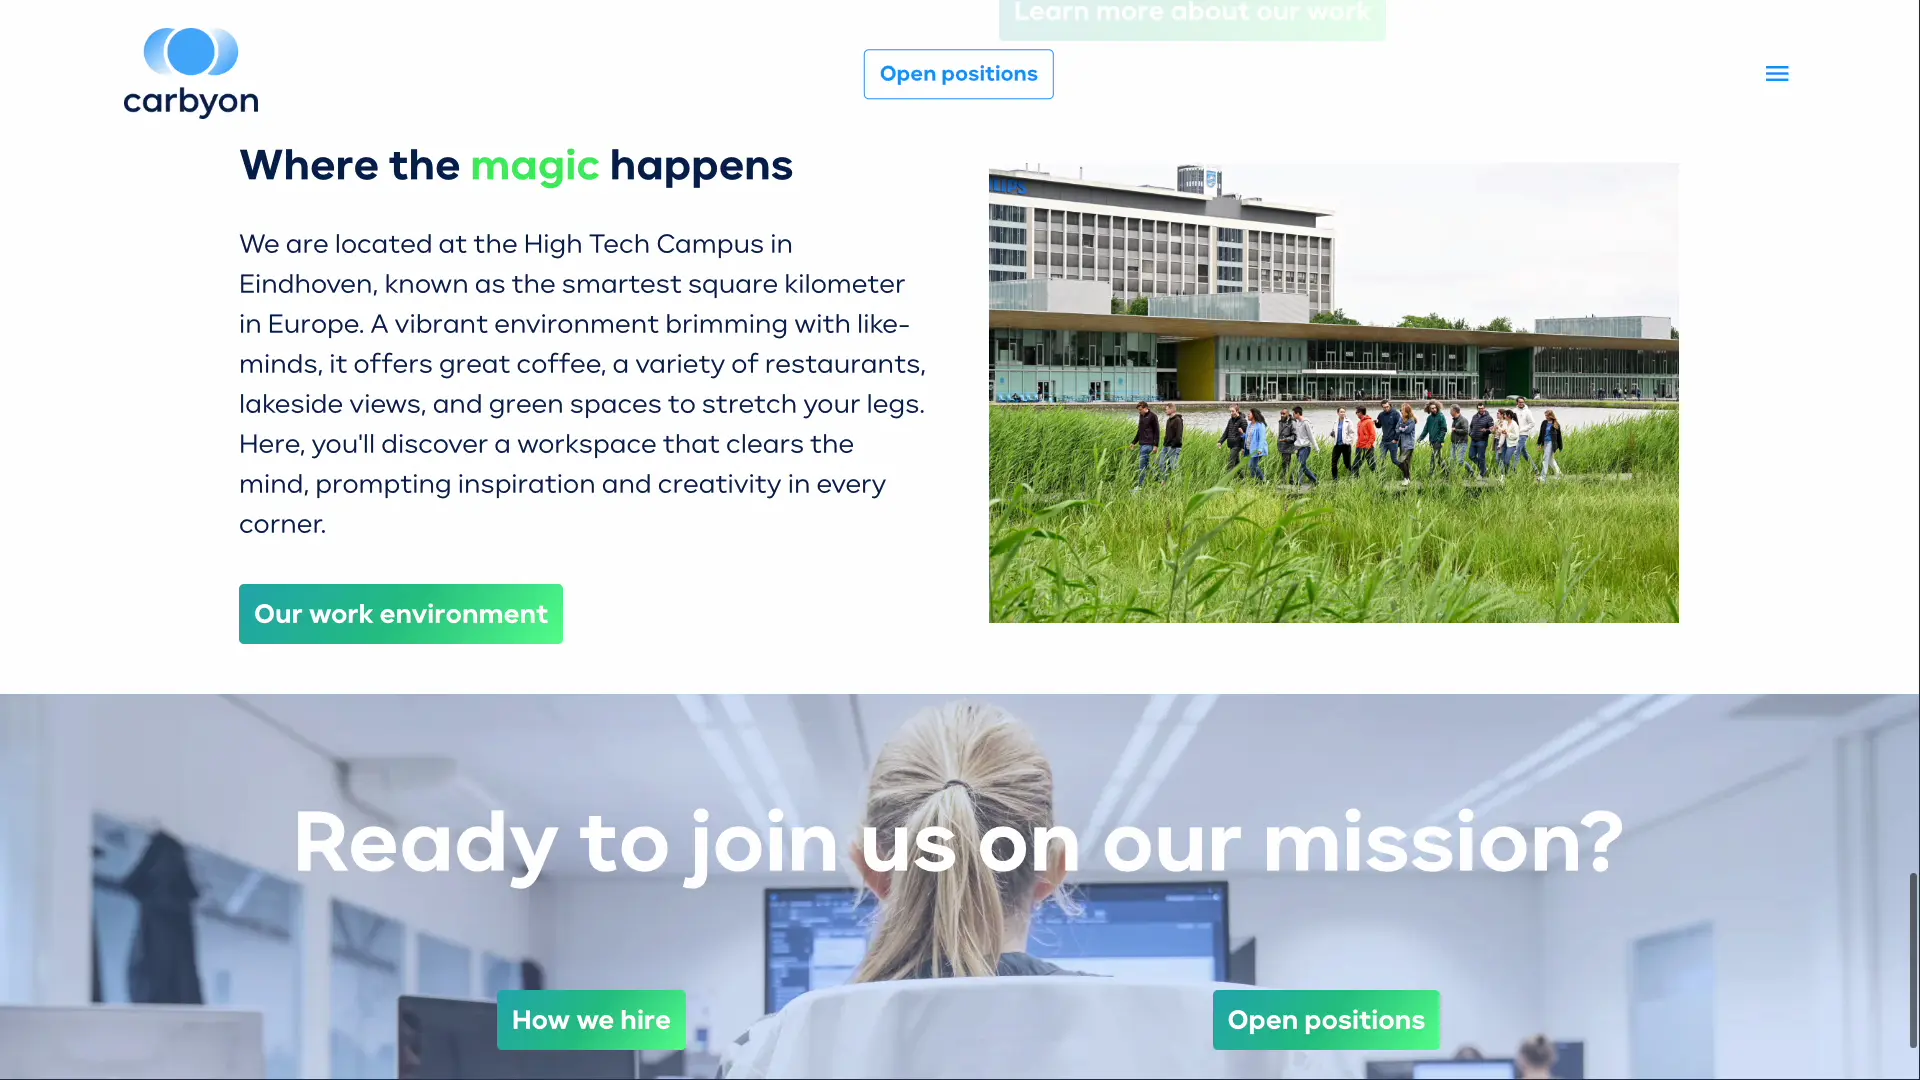 Learn more about our work
carbyon
Open positions
Where the magic happens
We are located at the High Tech Campus in
Eindhoven, known as the smartest square kilometer
in Europe. A vibrant environment brimming with like-
minds, it offers great coffee, a variety of restaurants,
lakeside views, and green spaces to stretch your legs.
Here, you'll discover a workspace that clears the
mind, prompting inspiration and creativity in every
corner.
Our work environment
Ready to join us on our mission?
How we hire
Open positions